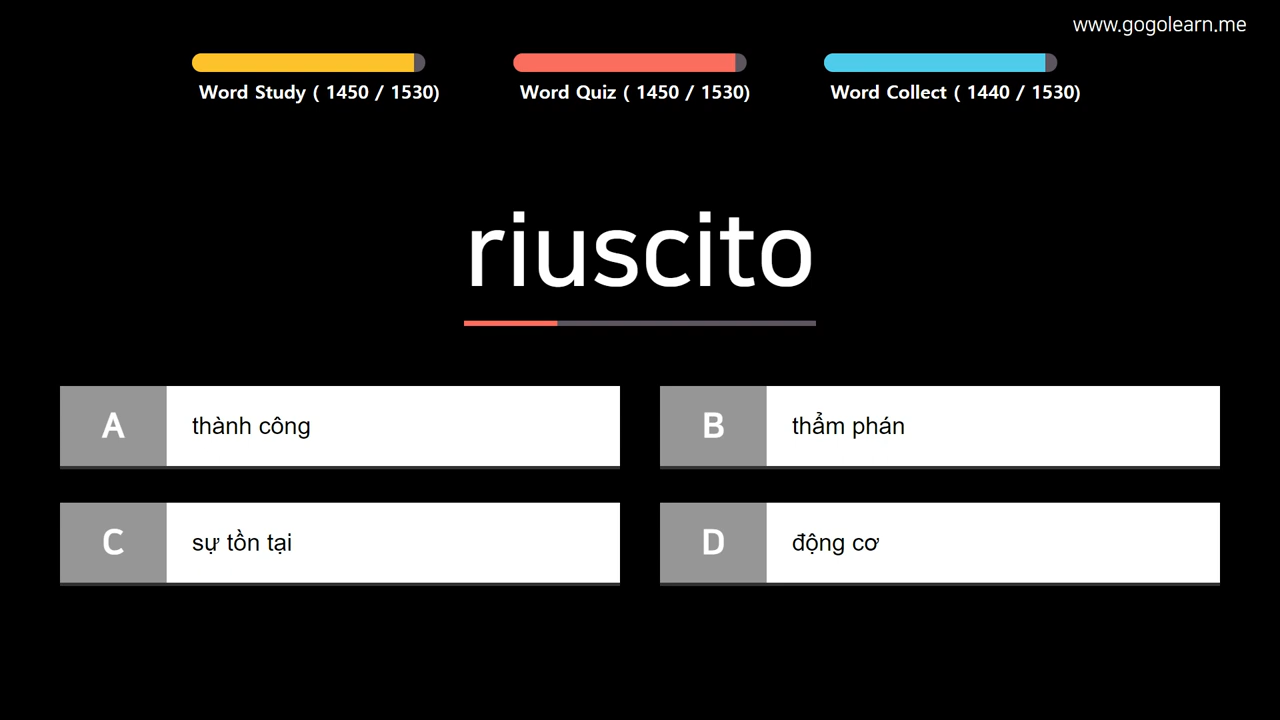 www.gogolearn.me
Word Study ( 1450 / 1530)
Word Quiz ( 1450 / 1530)
Word Collect ( 1440 / 1530)
riuscito
A thành công
B thẩm phán
C sự tồn tại
D động cơ